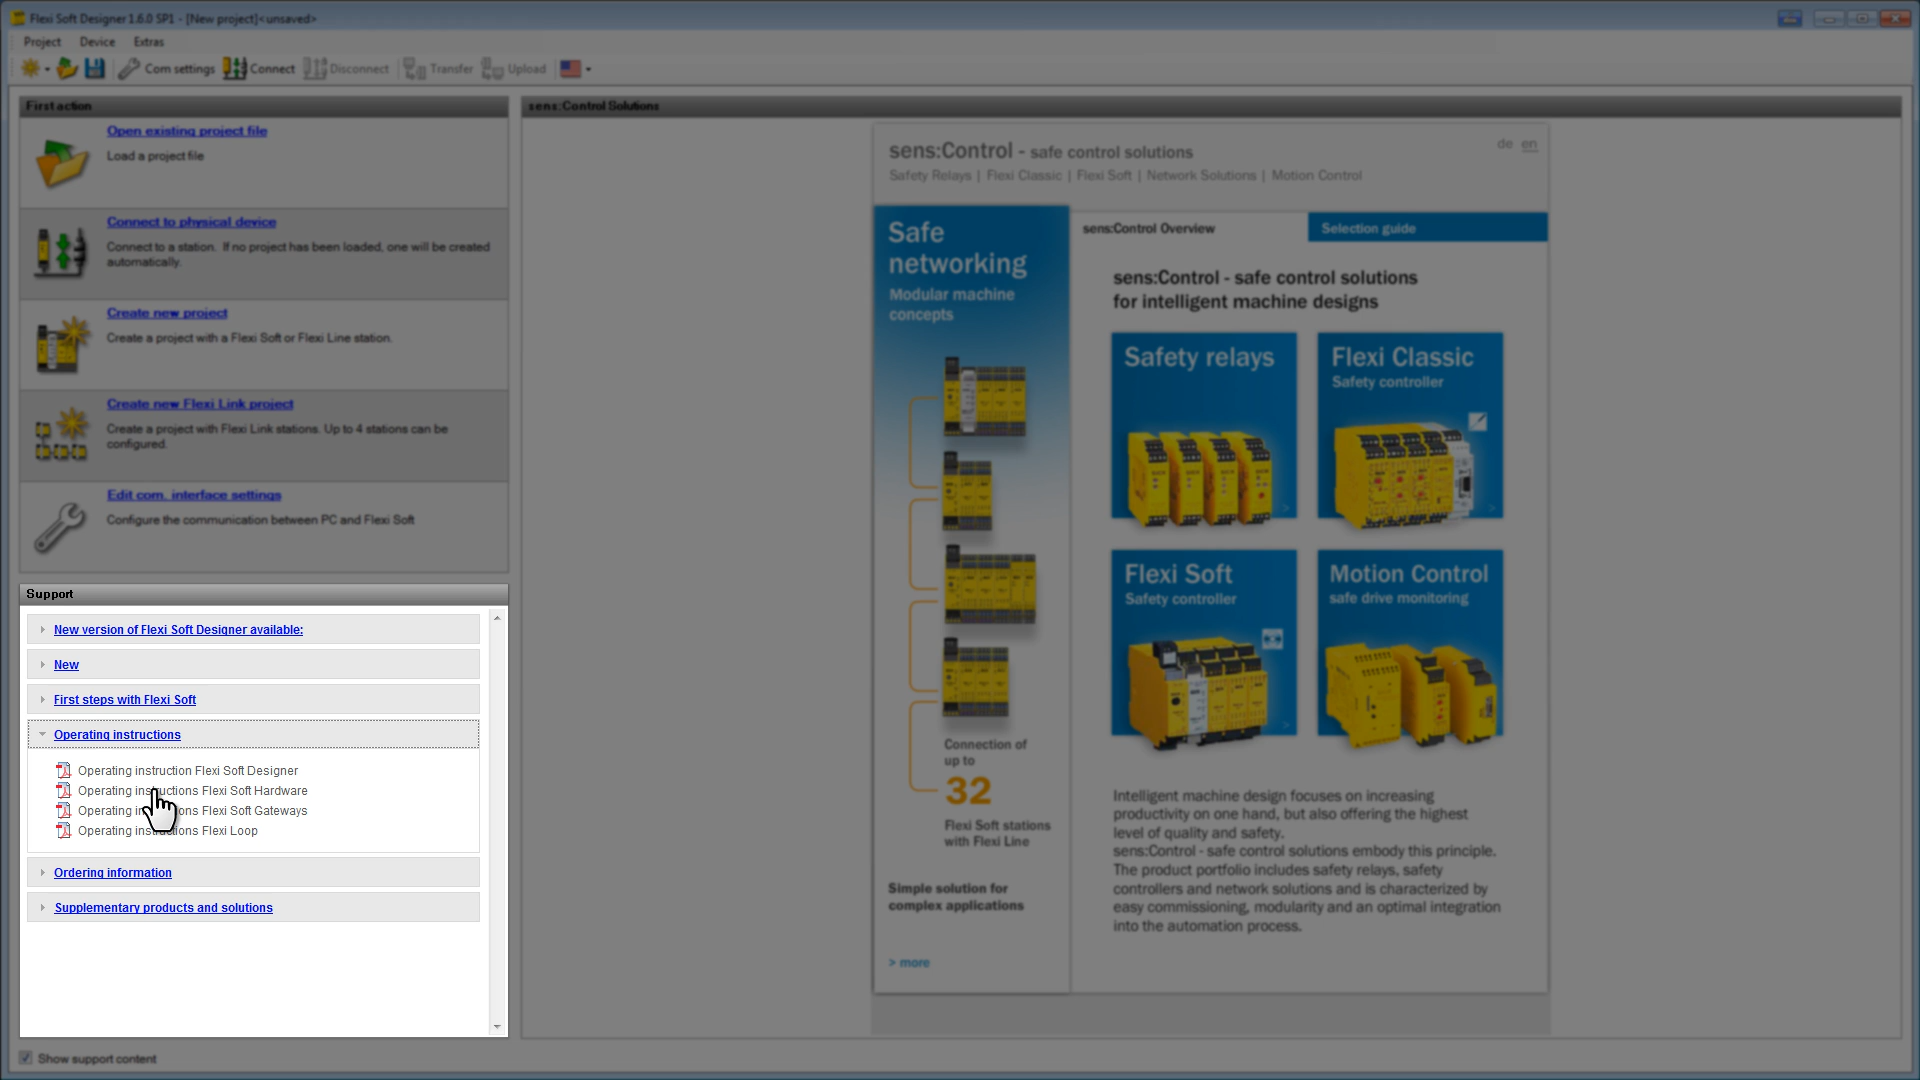 Flexi Soft Designer 1.6.0 SP1 - [New project]<unsaved>
Project Device Extras
Com settings Connect Disconnect Transfer Upload
First action
Open existing project file
Load a project file
Connect to physical device
Connect to a station. If no project has been loaded, one will be created
automatically.
Create new project
Create a project with a Flexi Soft or Flexi Line station.
Create new Flexi Link project
Create a project with Flexi Link stations. Up to 4 stations can be
configured.
Edit com. interface settings
Configure the communication between PC and Flexi Soft
Support
New version of Flexi Soft Designer available:
New
First steps with Flexi Soft
Operating instructions
Operating instruction Flexi Soft Designer
Operating instructions Flexi Soft Hardware
Operating instructions Flexi Soft Gateways
Operating instructions Flexi Loop
Ordering information
Supplementary products and solutions
Show support content
sens:Control Solutions
sens:Control - safe control solutions
de en
Safety Relays | Flexi Classic | Flexi Soft | Network Solutions | Motion Control
Safe
networking
Modular machine
concepts
Connection of
up to
32
Flexi Soft stations
with Flexi Line
Simple solution for
complex applications
> more
sens:Control Overview
Selection guide
sens:Control - safe control solutions
for intelligent machine designs
Safety relays
Flexi Classic
Safety controller
Flexi Soft
Safety controller
Motion Control
safe drive monitoring
Intelligent machine design focuses on increasing
productivity on one hand, but also offering the highest
level of quality and safety.
sens:Control - safe control solutions embody this principle.
The product portfolio includes safety relays, safety
controllers and network solutions and is characterized by
easy commissioning, modularity and an optimal integration
into the automation process.